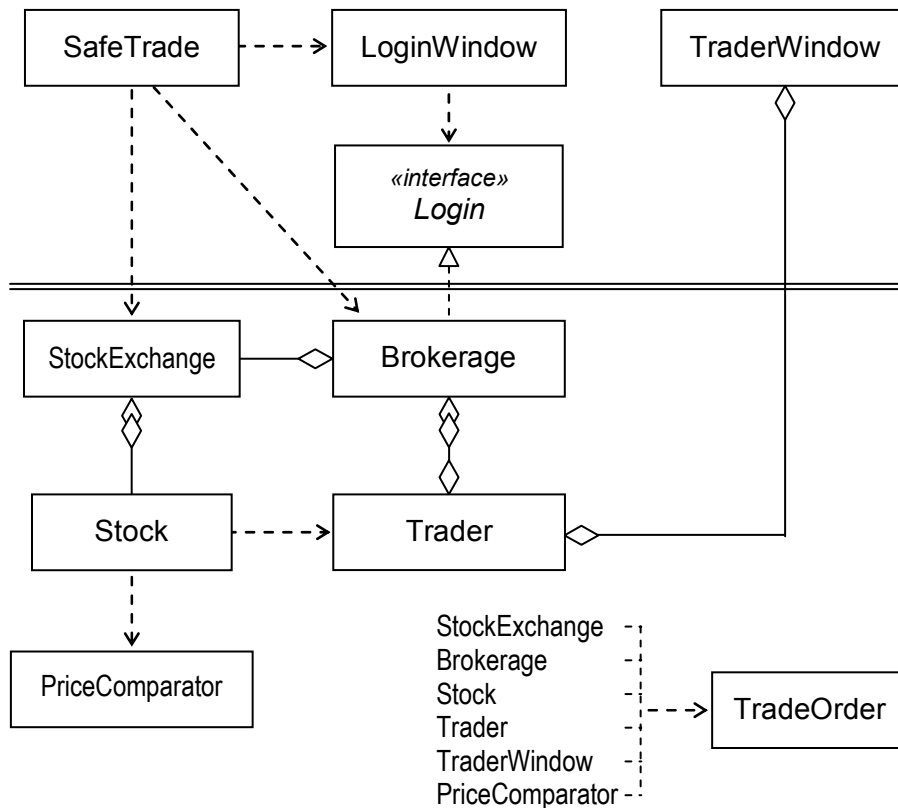 SafeTrade
LoginWindow
TraderWindow
«interface»
Login
StockExchange
Brokerage
Stock
Trader
PriceComparator
StockExchange
Brokerage
Stock
Trader
TraderWindow
PriceComparator
TradeOrder